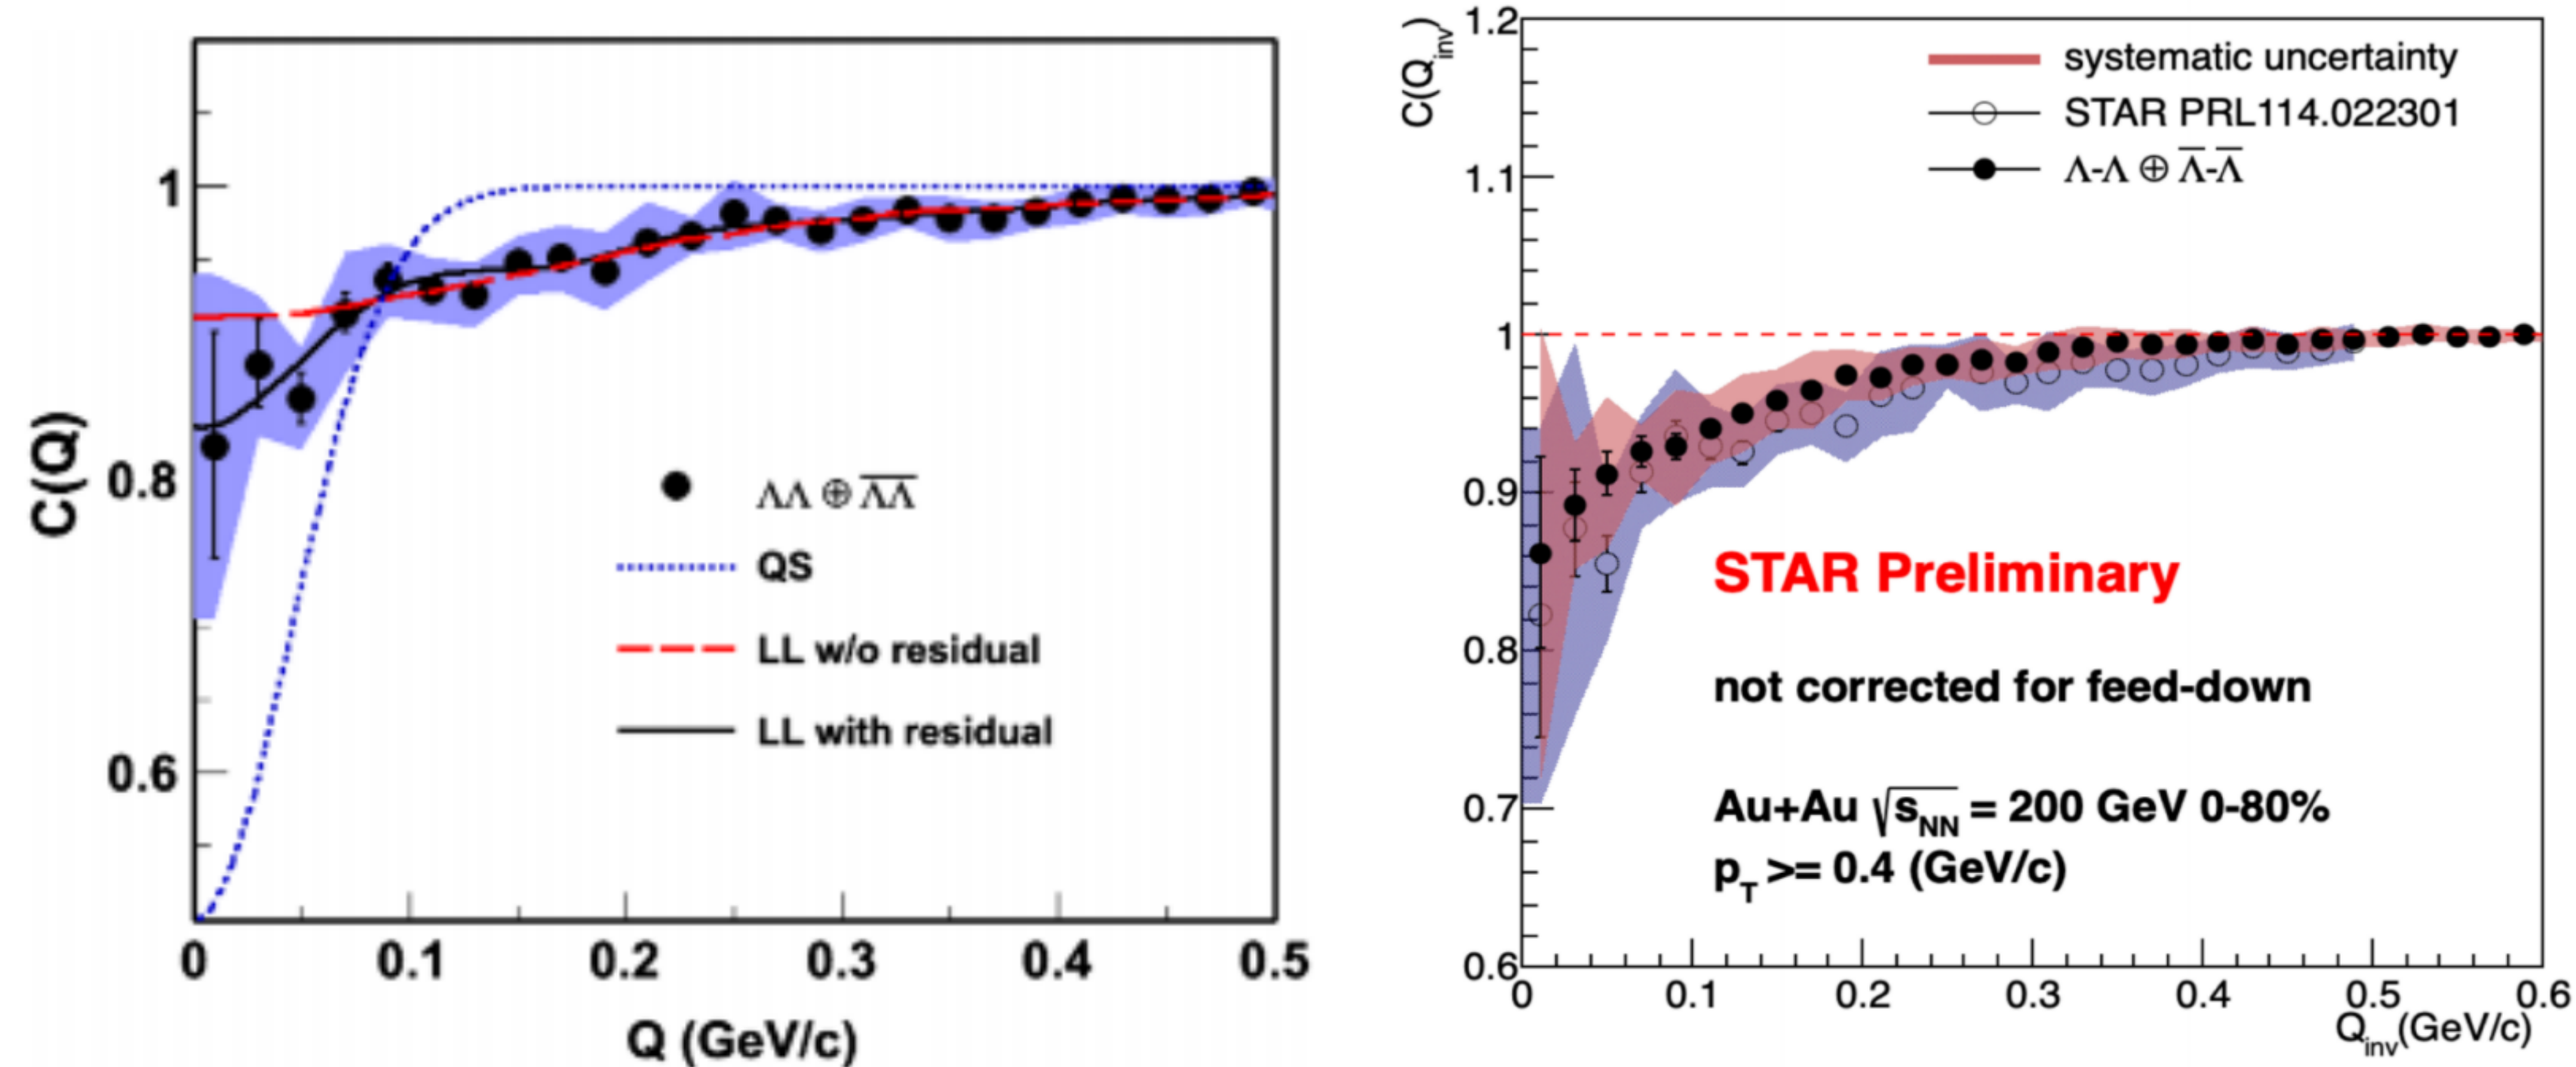 1
0.8
0.6
C(Q)
ΛΛ ⊕ Λ̅Λ̅
QS
LL w/o residual
LL with residual
0 0.1 0.2 0.3 0.4 0.5
Q (GeV/c)
C(Q_inv)
1.2
1.1
1
0.9
0.8
0.7
0.6
systematic uncertainty
STAR PRL114.022301
Λ-Λ ⊕ Λ̅-Λ̅
STAR Preliminary
not corrected for feed-down
Au+Au √s_NN = 200 GeV 0-80%
p_T >= 0.4 (GeV/c)
0 0.1 0.2 0.3 0.4 0.5 0.6
Q_inv(GeV/c)